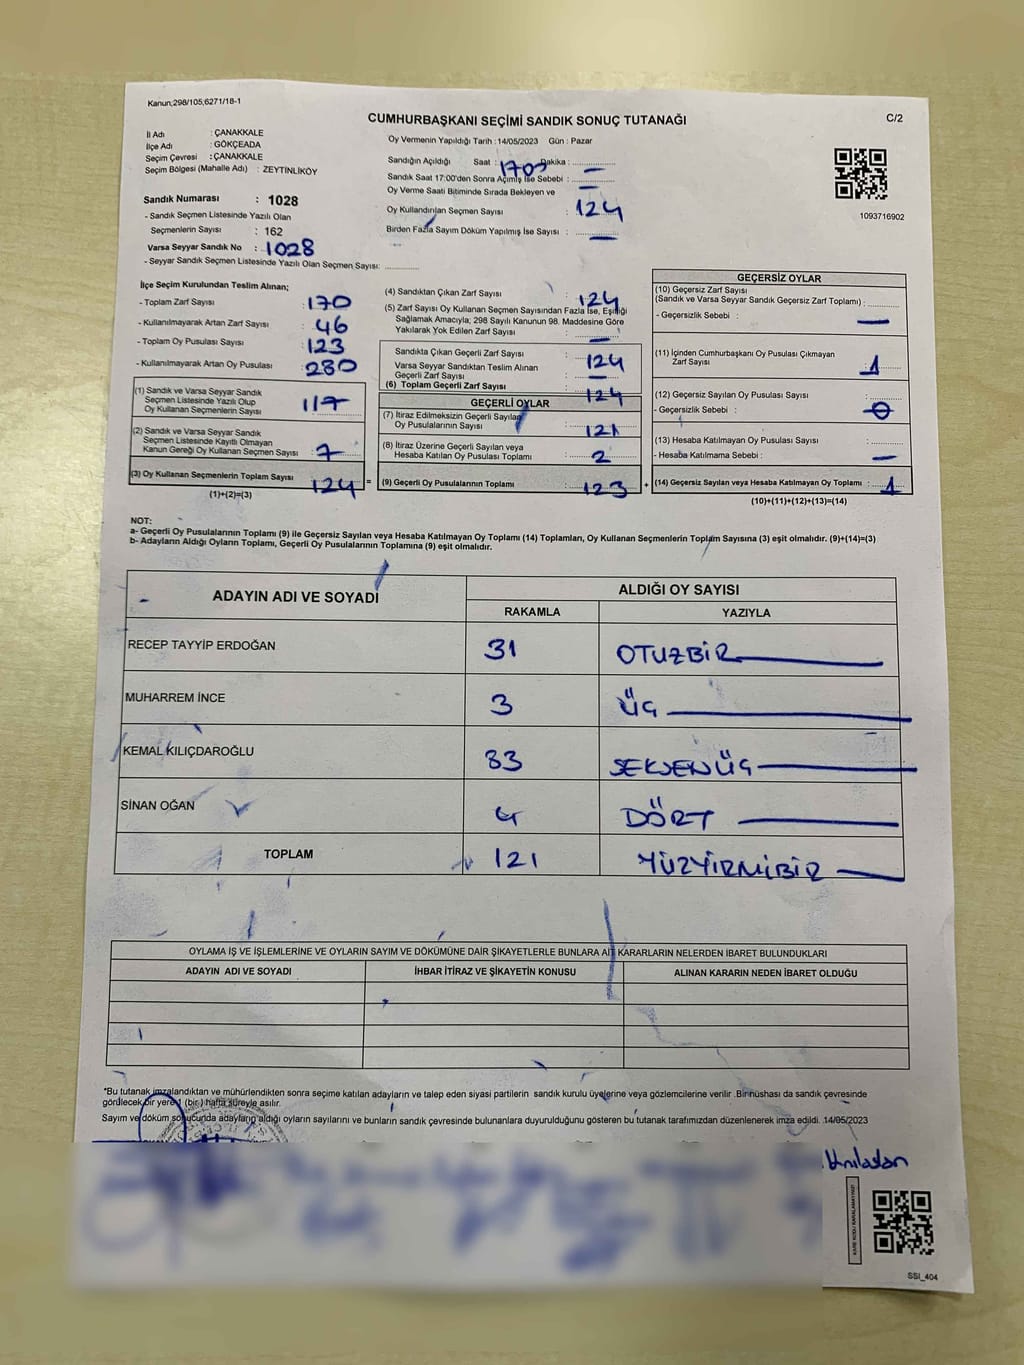 Kanun;298/105,6271/18-1
CUMHURBAŞKANI SEÇİMİ SANDIK SONUÇ TUTANAĞI
C/2
İl Adı : ÇANAKKALE
İlçe Adı : GÖKÇEADA
Seçim Çevresi : ÇANAKKALE
Seçim Bölgesi (Mahalle Adı) : ZEYTİNLİKÖY
Sandık Numarası : 1028
- Sandık Seçmen Listesinde Yazılı Olan
Seçmenlerin Sayısı : 162
Varsa Seyyar Sandık No : 1028
- Seyyar Sandık Seçmen Listesinde Yazılı Olan Seçmen Sayısı:
Oy Vermenin Yapıldığı Tarih : 14/05/2023 Gün : Pazar
Sandığın Açıldığı Saat : 1700 Dakika : —
Sandık Saat 17:00'den Sonra Açılmış İse Sebebi : —
Oy Verme Saati Bitiminde Sırada Bekleyen ve
Oy Kullandırılan Seçmen Sayısı : 124
Birden Fazla Sayım Döküm Yapılmış İse Sayısı : —
1093716902
İlçe Seçim Kurulundan Teslim Alınan;
- Toplam Zarf Sayısı : 170
- Kullanılmayarak Artan Zarf Sayısı : 46
- Toplam Oy Pusulası Sayısı : 123
- Kullanılmayarak Artan Oy Pusulası : 280
(1) Sandık ve Varsa Seyyar Sandık
Seçmen Listesinde Yazılı Olup
Oy Kullanan Seçmenlerin Sayısı : 117
(2) Sandık ve Varsa Seyyar Sandık
Seçmen Listesinde Kayıtlı Olmayan
Kanun Gereği Oy Kullanan Seçmen Sayısı : 7
(3) Oy Kullanan Seçmenlerin Toplam Sayısı : 124
(1)+(2)=(3)
(4) Sandıktan Çıkan Zarf Sayısı : 124
(5) Zarf Sayısı Oy Kullanan Seçmen Sayısından Fazla İse, Eşitliği
Sağlamak Amacıyla; 298 Sayılı Kanunun 98. Maddesine Göre
Yakılarak Yok Edilen Zarf Sayısı : —
Sandıkta Çıkan Geçerli Zarf Sayısı : 124
Varsa Seyyar Sandıktan Teslim Alınan
Geçerli Zarf Sayısı : —
(6) Toplam Geçerli Zarf Sayısı : 124
GEÇERLİ OYLAR
(7) İtiraz Edilmeksizin Geçerli Sayılan
Oy Pusulalarının Sayısı : 121
(8) İtiraz Üzerine Geçerli Sayılan veya
Hesaba Katılan Oy Pusulası Toplamı : 2
= (9) Geçerli Oy Pusulalarının Toplamı : 123
GEÇERSİZ OYLAR
(10) Geçersiz Zarf Sayısı
(Sandık ve Varsa Seyyar Sandık Geçersiz Zarf Toplamı) :
- Geçersizlik Sebebi : —
(11) İçinden Cumhurbaşkanı Oy Pusulası Çıkmayan
Zarf Sayısı : 1
(12) Geçersiz Sayılan Oy Pusulası Sayısı :
- Geçersizlik Sebebi : 0
(13) Hesaba Katılmayan Oy Pusulası Sayısı :
- Hesaba Katılmama Sebebi : —
+ (14) Geçersiz Sayılan veya Hesaba Katılmayan Oy Toplamı : 1
(10)+(11)+(12)+(13)=(14)
NOT:
a- Geçerli Oy Pusulalarının Toplamı (9) ile Geçersiz Sayılan veya Hesaba Katılmayan Oy Toplamı (14) Toplamları, Oy Kullanan Seçmenlerin Toplam Sayısına (3) eşit olmalıdır. (9)+(14)=(3)
b- Adayların Aldığı Oyların Toplamı, Geçerli Oy Pusulalarının Toplamına (9) eşit olmalıdır.
ADAYIN ADI VE SOYADI
ALDIĞI OY SAYISI
RAKAMLA YAZIYLA
RECEP TAYYİP ERDOĞAN 31 OTUZBİR
MUHARREM İNCE 3 ÜÇ
KEMAL KILIÇDAROĞLU 83 SEKSENÜÇ
SİNAN OĞAN 4 DÖRT
TOPLAM 121 YÜZYİRMİBİR
OYLAMA İŞ VE İŞLEMLERİNE VE OYLARIN SAYIM VE DÖKÜMÜNE DAİR ŞİKAYETLERLE BUNLARA AİT KARARLARIN NELERDEN İBARET BULUNDUKLARI
ADAYIN ADI VE SOYADI İHBAR İTİRAZ VE ŞİKAYETİN KONUSU ALINAN KARARIN NEDEN İBARET OLDUĞU
*Bu tutanak imzalandıktan ve mühürlendikten sonra seçime katılan adayların ve talep eden siyasi partilerin sandık kurulu üyelerine veya gözlemcilerine verilir .Bir nüshası da sandık çevresinde
görülecek bir yere 1 (bir ) hafta süreyle asılır.
Sayım ve döküm sonucunda adayların aldığı oyların sayılarını ve bunların sandık çevresinde bulunanlara duyurulduğunu gösteren bu tutanak tarafımızdan düzenlenerek imza edildi. 14/05/2023
KARE KODU KARALAMAYINIZ!
SSI_404